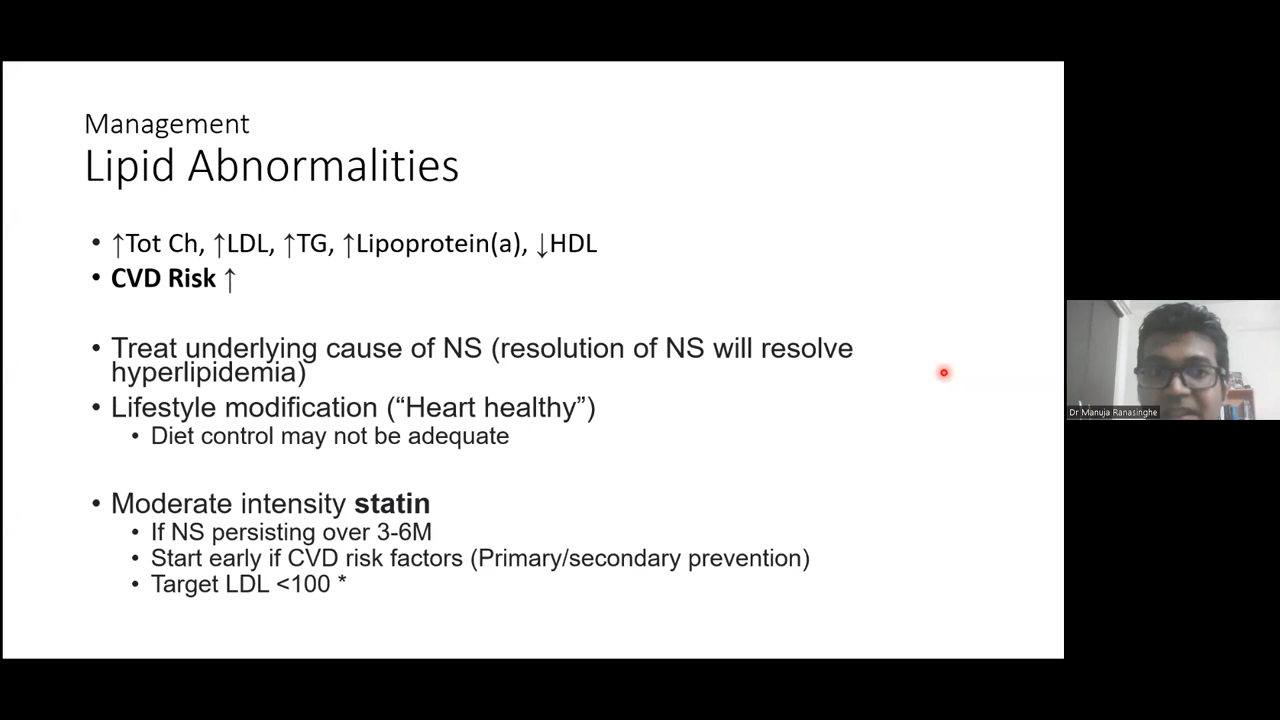 Management
Lipid Abnormalities
• ↑Tot Ch, ↑LDL, ↑TG, ↑Lipoprotein(a), ↓HDL
• CVD Risk ↑
• Treat underlying cause of NS (resolution of NS will resolve
hyperlipidemia)
• Lifestyle modification (“Heart healthy”)
• Diet control may not be adequate
• Moderate intensity statin
• If NS persisting over 3-6M
• Start early if CVD risk factors (Primary/secondary prevention)
• Target LDL <100 *
Dr Manuja Ranasinghe